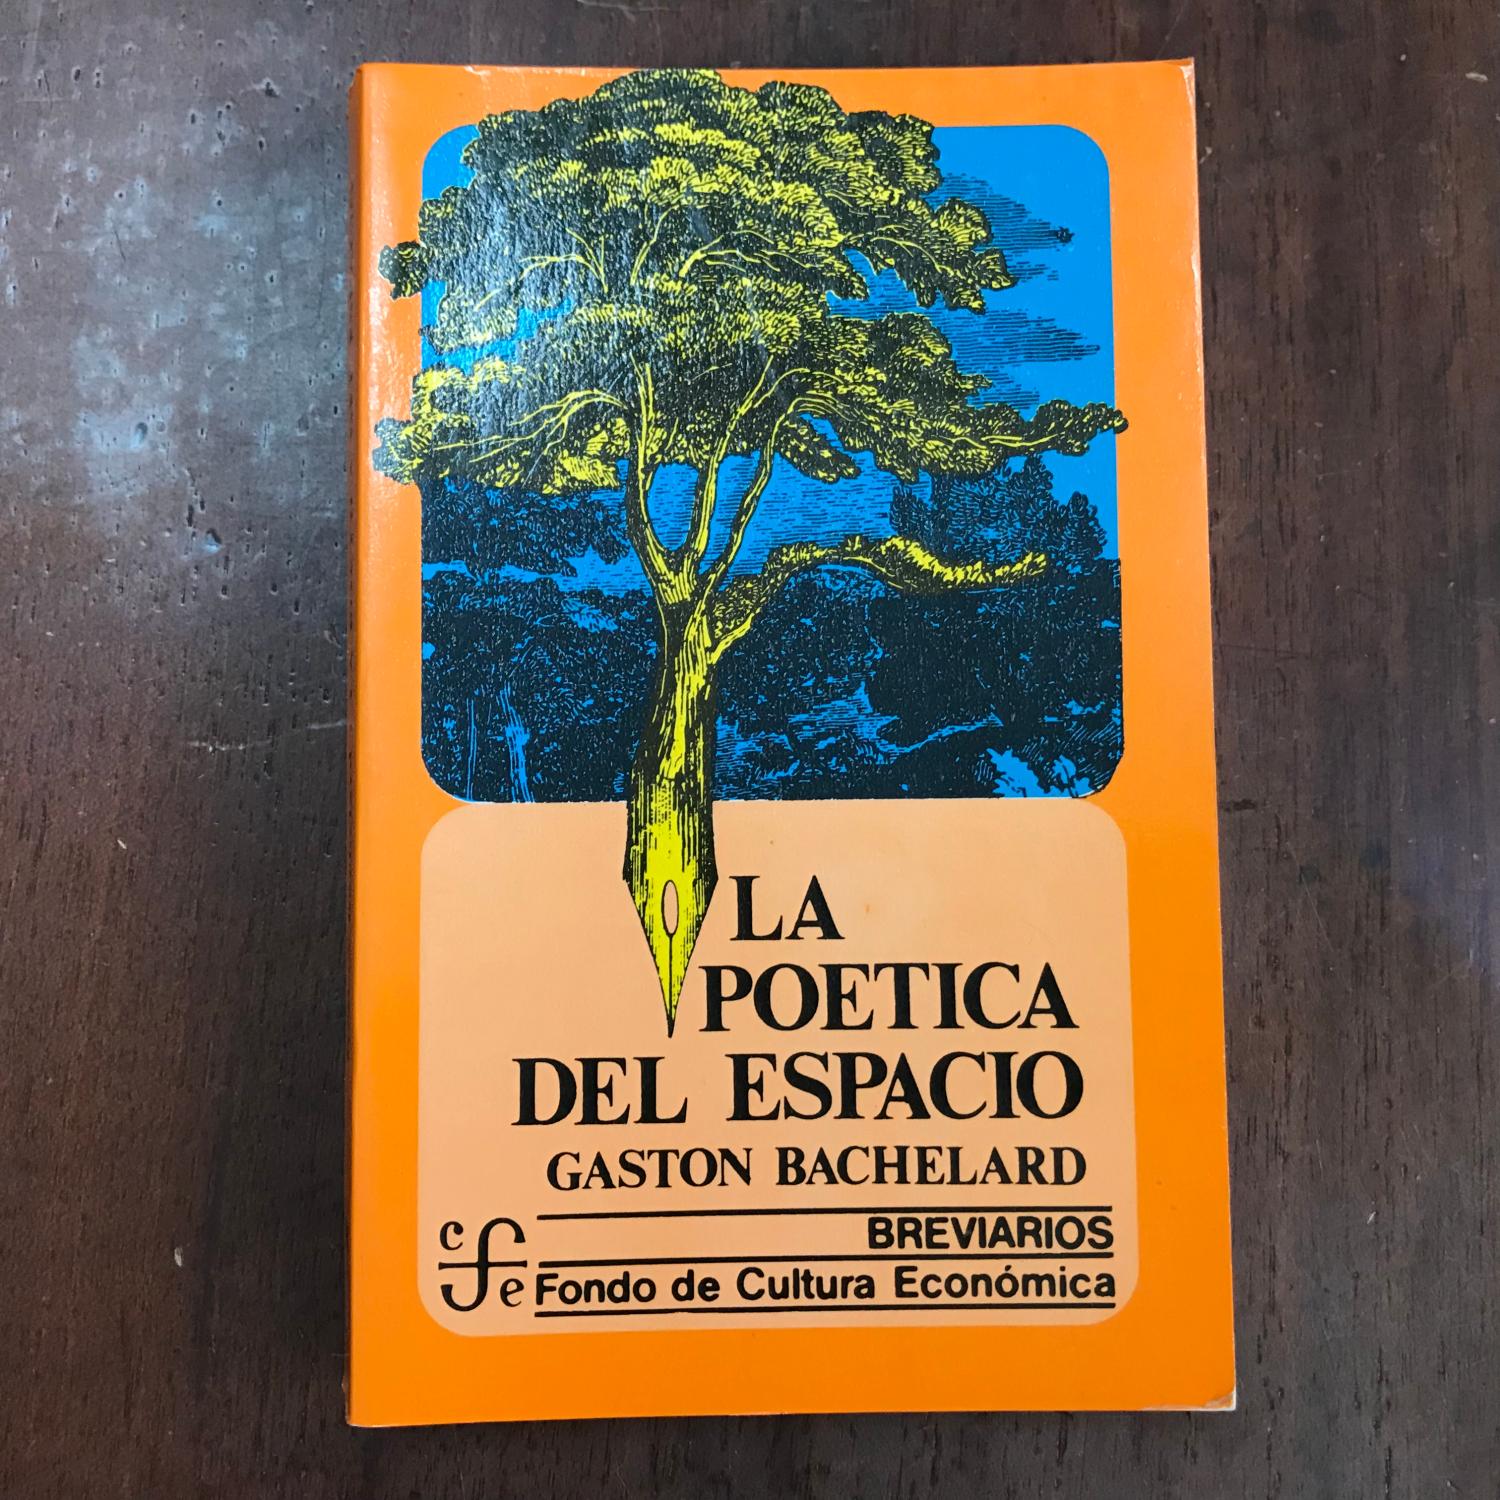 LA
POETICA
DEL ESPACIO
GASTON BACHELARD
BREVIARIOS
cfe
Fondo de Cultura Económica